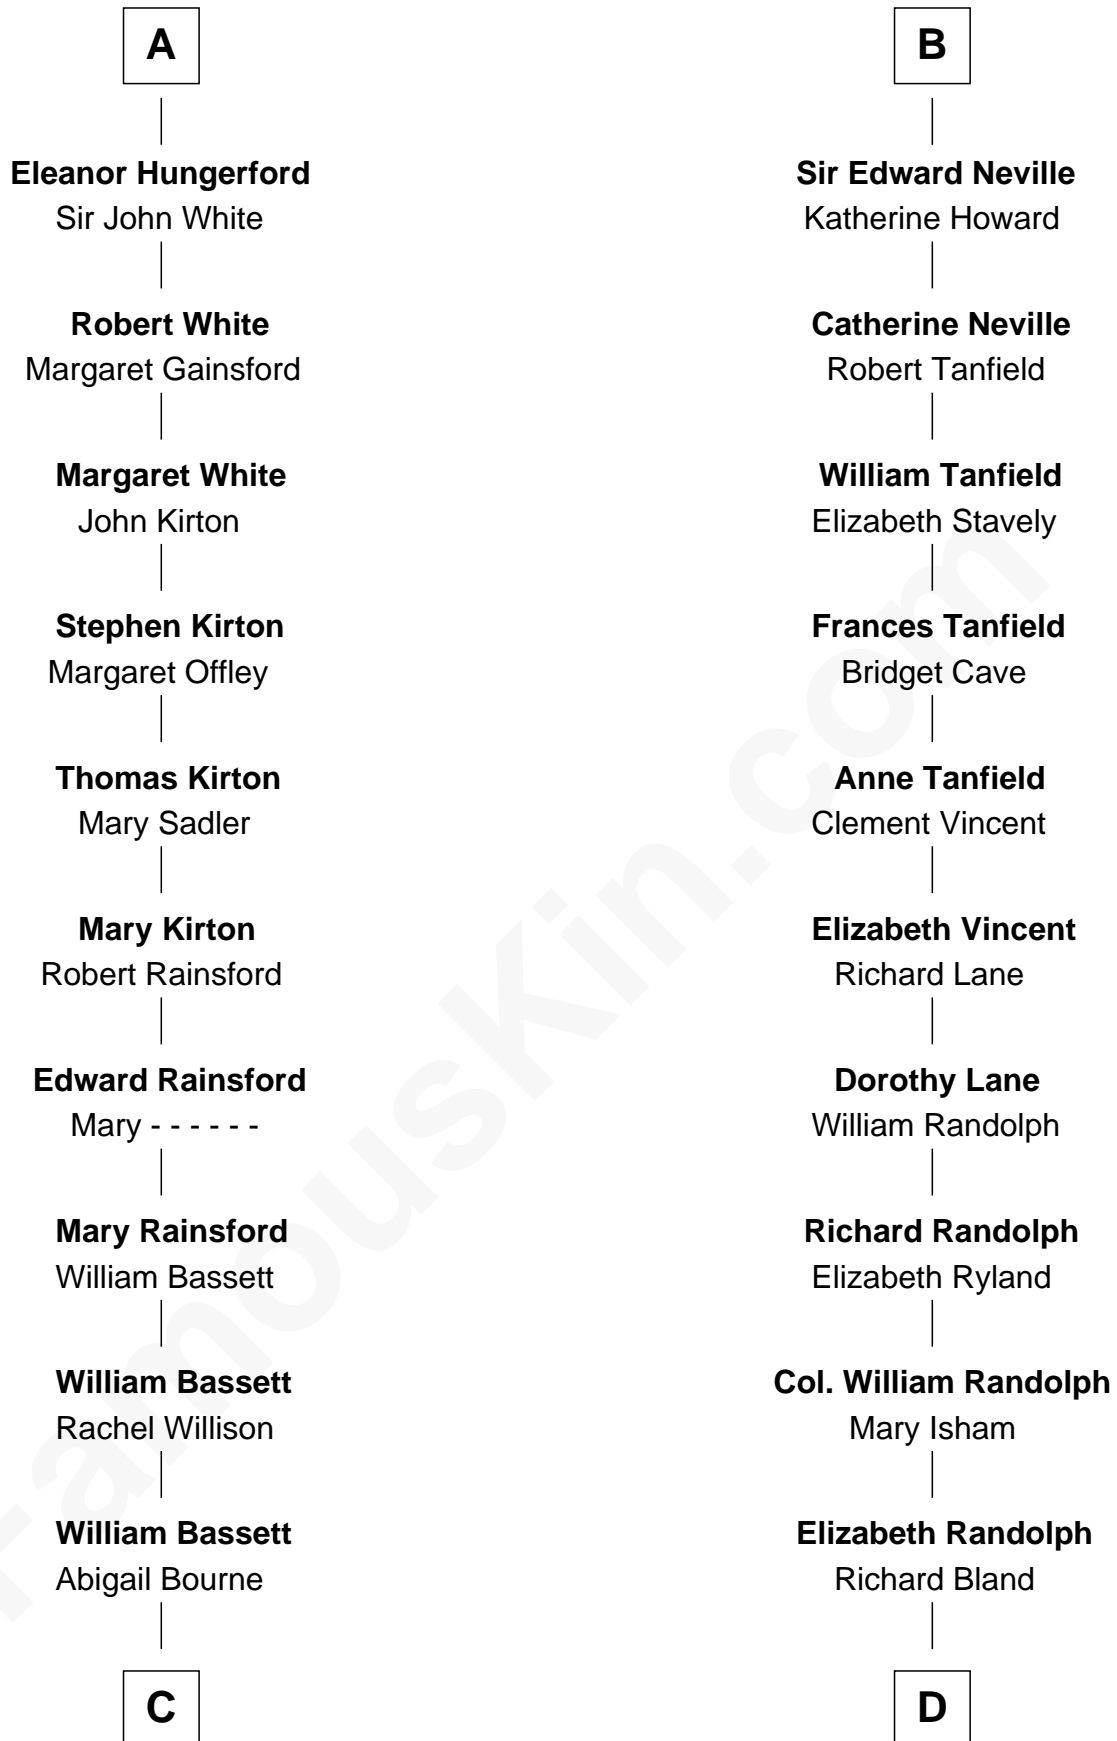 A
Eleanor Hungerford
Sir John White
Robert White
Margaret Gainsford
Margaret White
John Kirton
Stephen Kirton
Margaret Offley
Thomas Kirton
Mary Sadler
Mary Kirton
Robert Rainsford
Edward Rainsford
Mary - - - - - -
Mary Rainsford
William Bassett
William Bassett
Rachel Willison
William Bassett
Abigail Bourne
C
B
Sir Edward Neville
Katherine Howard
Catherine Neville
Robert Tanfield
William Tanfield
Elizabeth Stavely
Frances Tanfield
Bridget Cave
Anne Tanfield
Clement Vincent
Elizabeth Vincent
Richard Lane
Dorothy Lane
William Randolph
Richard Randolph
Elizabeth Ryland
Col. William Randolph
Mary Isham
Elizabeth Randolph
Richard Bland
D
FamousKin.com